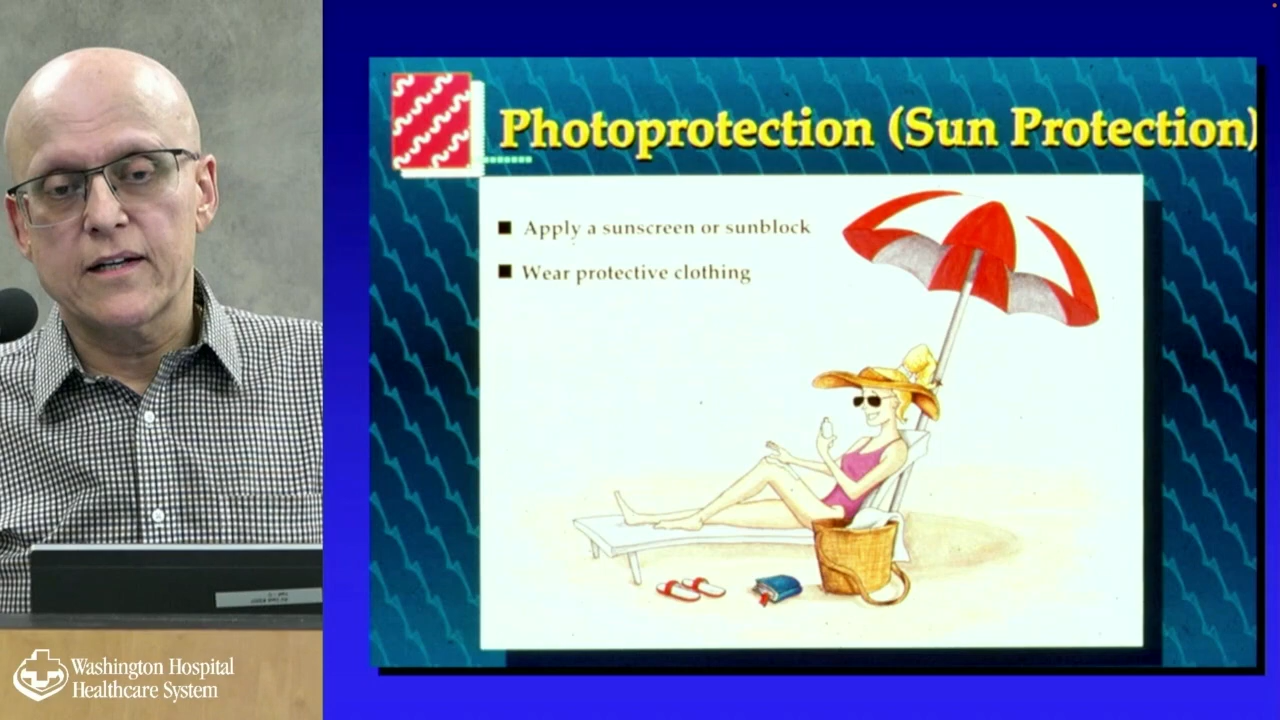 Photoprotection (Sun Protection)
■ Apply a sunscreen or sunblock
■ Wear protective clothing
Washington Hospital
Healthcare System